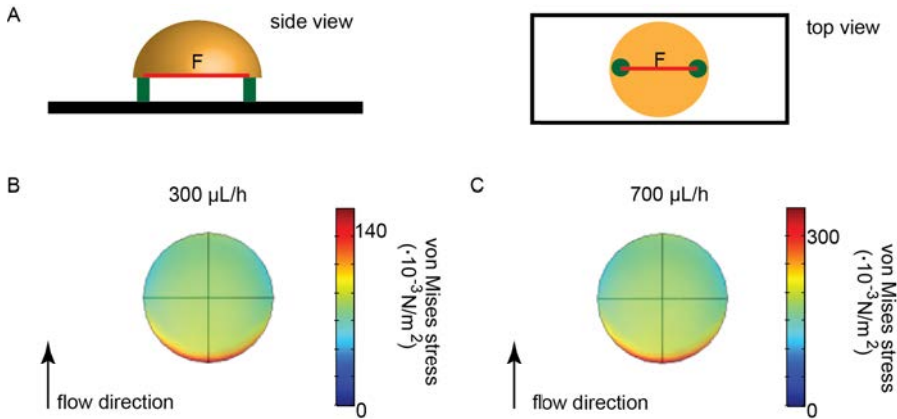 A
side view
F
top view
F
B
300 µL/h
140
0
von Mises stress
(·10⁻³N/m²)
flow direction
C
700 µL/h
300
0
von Mises stress
(·10⁻³N/m²)
flow direction